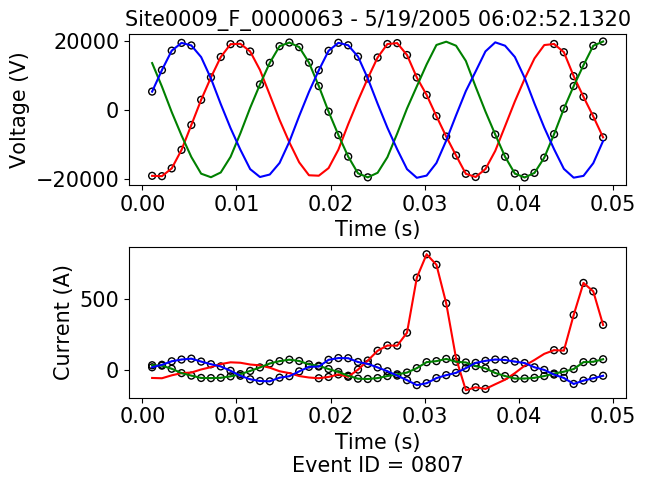 Site0009_F_0000063 - 5/19/2005 06:02:52.1320
20000
0
−20000
Voltage (V)
0.00 0.01 0.02 0.03 0.04 0.05
Time (s)
500
0
Current (A)
0.00 0.01 0.02 0.03 0.04 0.05
Time (s)
Event ID = 0807